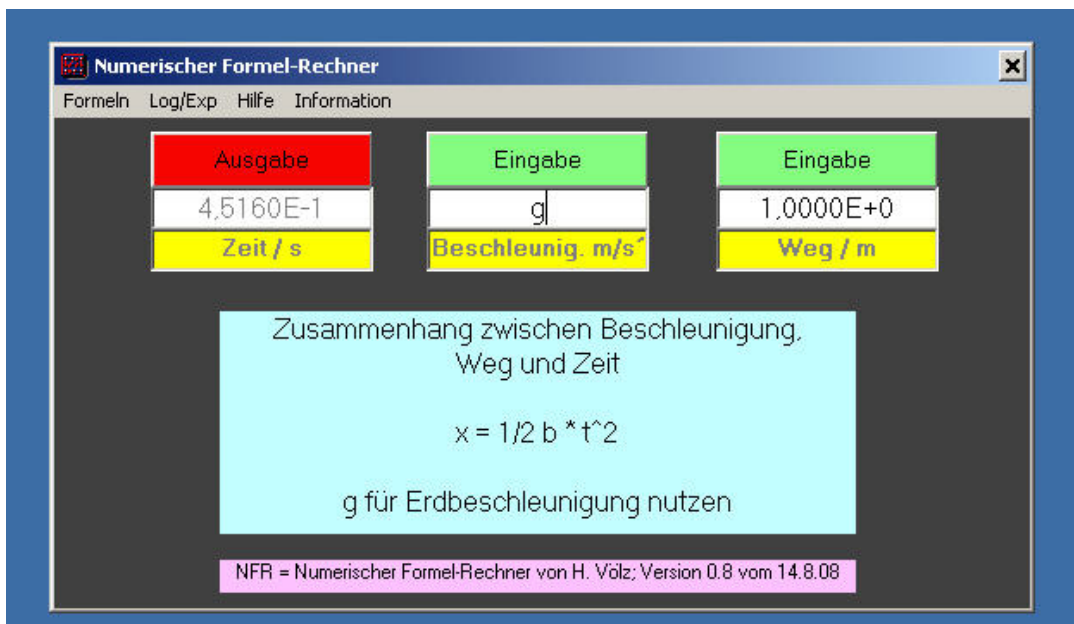 Numerischer Formel-Rechner
Formeln Log/Exp Hilfe Information
Ausgabe Eingabe Eingabe
4,5160E-1 g 1,0000E+0
Zeit / s Beschleunig. m/s´ Weg / m
Zusammenhang zwischen Beschleunigung,
Weg und Zeit
x = 1/2 b * t^2
g für Erdbeschleunigung nutzen
NFR = Numerischer Formel-Rechner von H. Völz; Version 0.8 vom 14.8.08